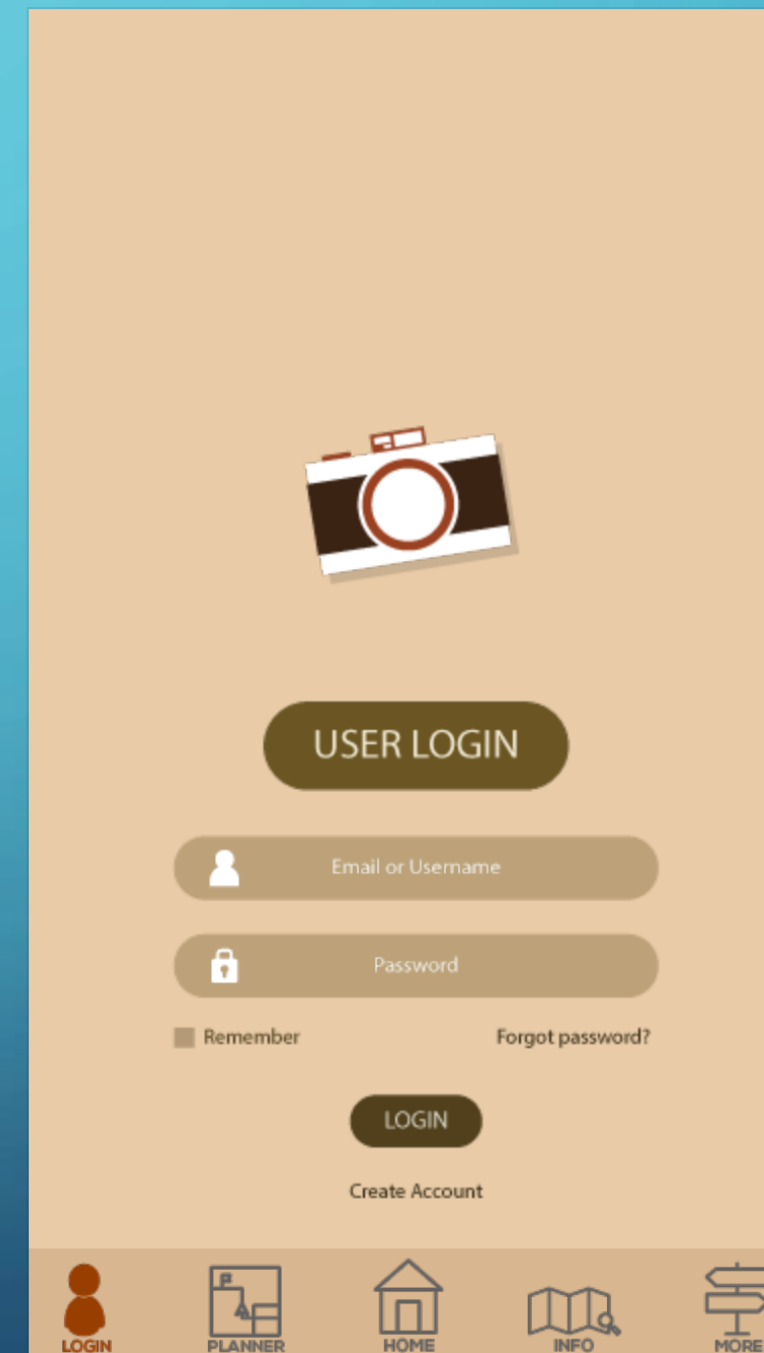 USER LOGIN
Email or Username
Password
Remember Forgot password?
LOGIN
Create Account
LOGIN PLANNER HOME INFO MORE